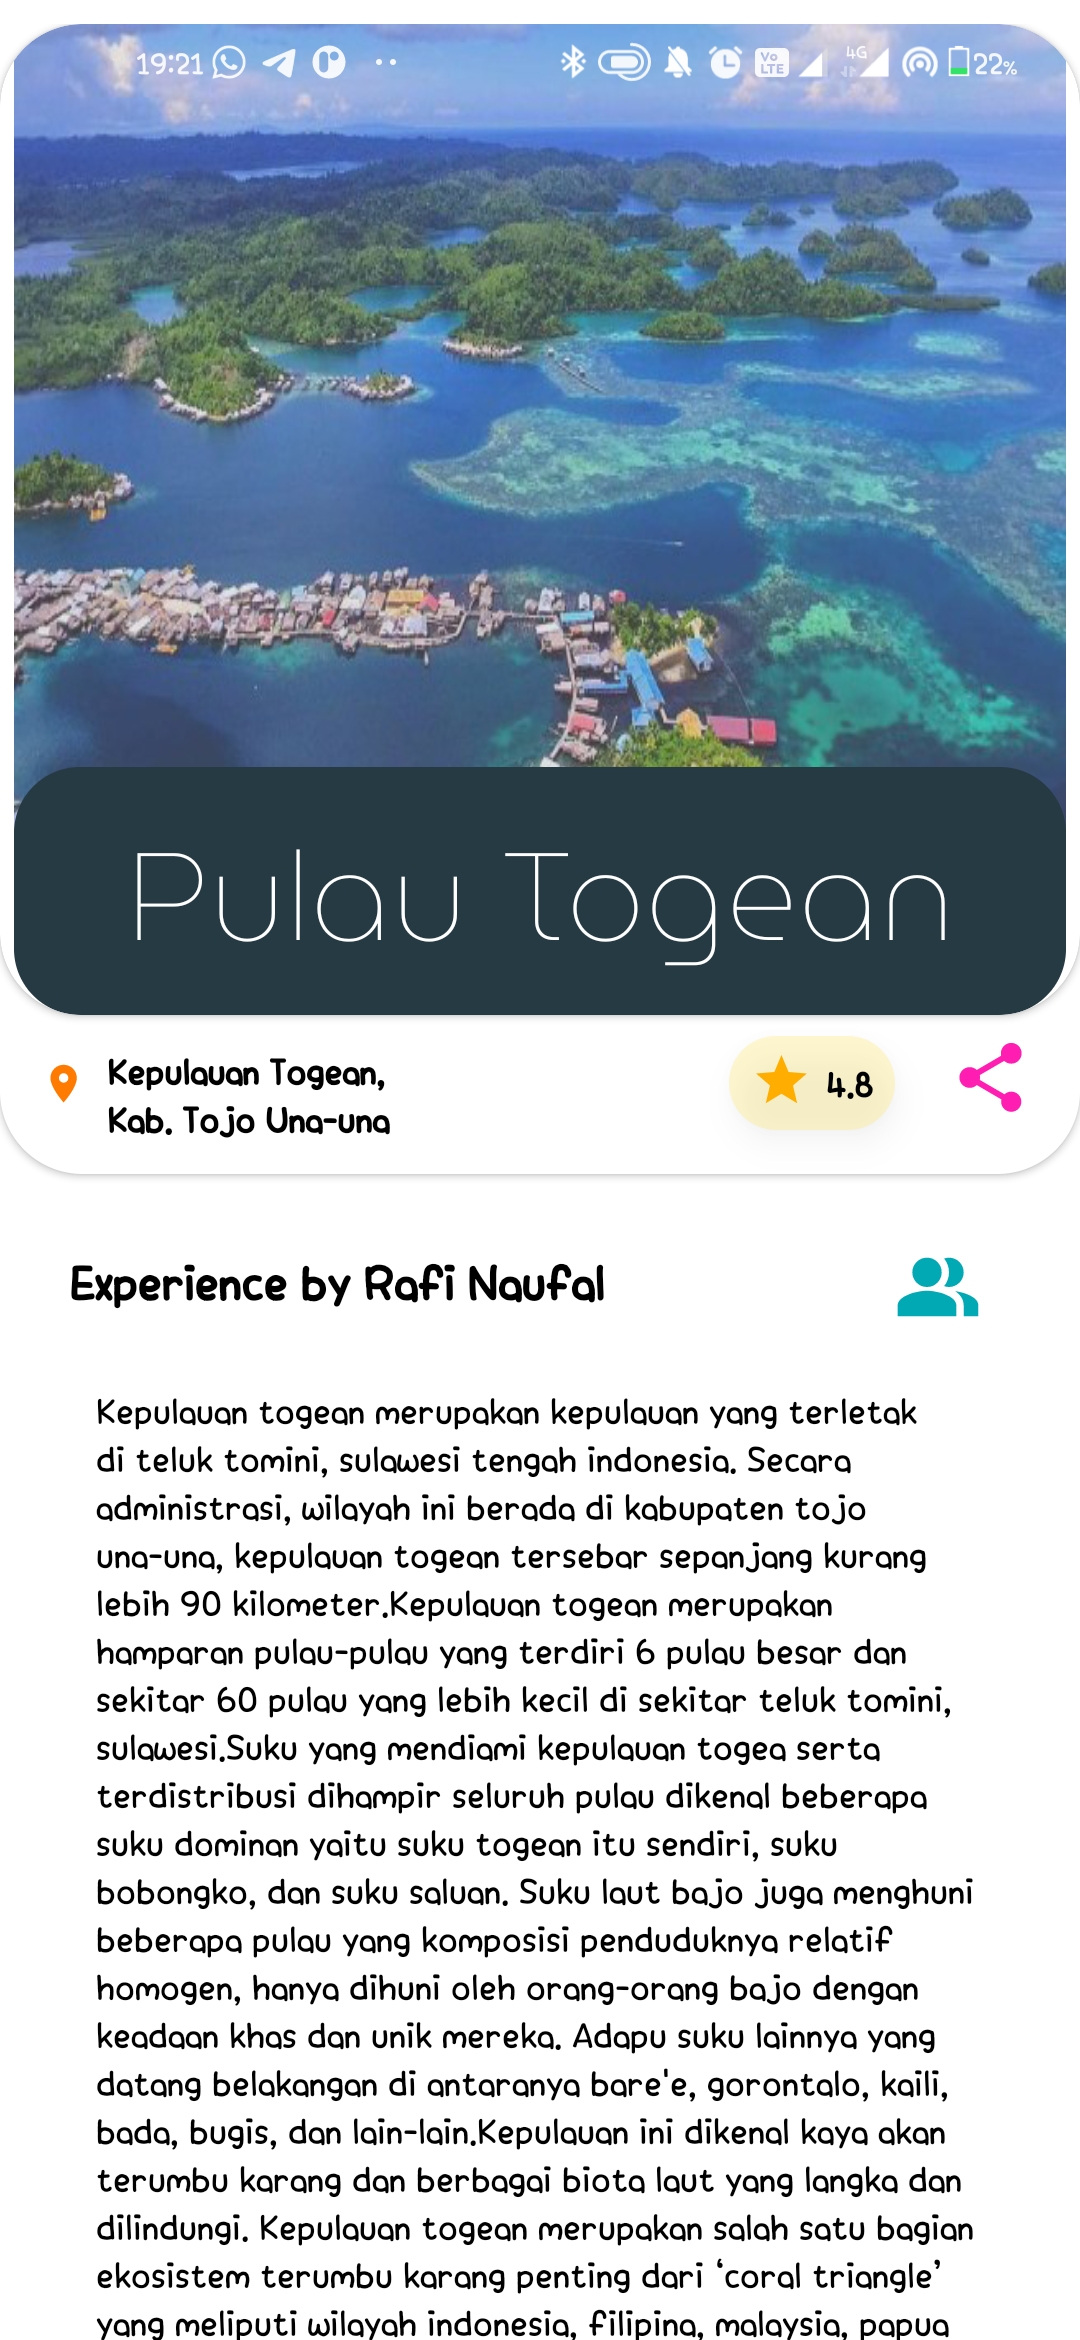 19:21 4G Vo LTE 22%
Pulau Togean
Kepulauan Togean,
Kab. Tojo Una-una
4.8
Experience by Rafi Naufal
Kepulauan togean merupakan kepulauan yang terletak
di teluk tomini, sulawesi tengah indonesia. Secara
administrasi, wilayah ini berada di kabupaten tojo
una-una, kepulauan togean tersebar sepanjang kurang
lebih 90 kilometer.Kepulauan togean merupakan
hamparan pulau-pulau yang terdiri 6 pulau besar dan
sekitar 60 pulau yang lebih kecil di sekitar teluk tomini,
sulawesi.Suku yang mendiami kepulauan togea serta
terdistribusi dihampir seluruh pulau dikenal beberapa
suku dominan yaitu suku togean itu sendiri, suku
bobongko, dan suku saluan. Suku laut bajo juga menghuni
beberapa pulau yang komposisi penduduknya relatif
homogen, hanya dihuni oleh orang-orang bajo dengan
keadaan khas dan unik mereka. Adapu suku lainnya yang
datang belakangan di antaranya bare'e, gorontalo, kaili,
bada, bugis, dan lain-lain.Kepulauan ini dikenal kaya akan
terumbu karang dan berbagai biota laut yang langka dan
dilindungi. Kepulauan togean merupakan salah satu bagian
ekosistem terumbu karang penting dari ‘coral triangle’
yang meliputi wilayah indonesia, filipina, malaysia, papua